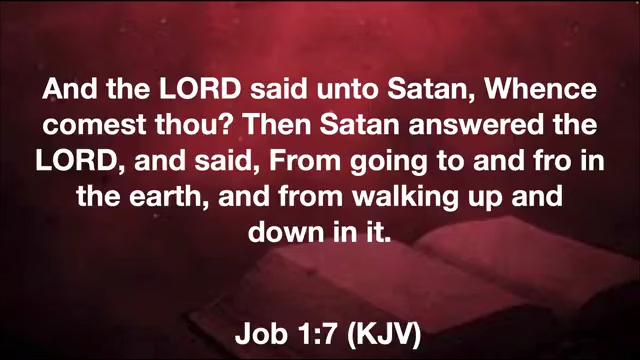 And the LORD said unto Satan, Whence
comest thou? Then Satan answered the
LORD, and said, From going to and fro in
the earth, and from walking up and
down in it.
Job 1:7 (KJV)